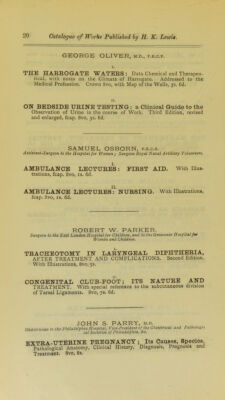 20 Catalogue of Works Published by H. K. Lewis.
GEORGE OLIVER, M.D., F.R.C.P.
I.
THE HARROGATE WATERS: Data Chemical and Therapeu-
tical, with notes on the Climate of Harrogate. Addressed to the
Medical Profession. Crown 8vo, with Map of the Wells, 3s. 6d.
II.
ON BEDSIDE URINE TESTING: a Clinical Guide to the
Observation of Urine in the course of Work. Third Edition, revised
and enlarged, fcap. 8vo, 3s. 6d.
SAMUEL OSBORN, F.R.C.S.
Assistant-Surgeon to the Hospital for Women; Surgeon Royal Naval Artillery Volunteers.
I.
AMBULANCE LECTURES: FIRST AID. With Illus-
trations, fcap. 8vo, 1s. 6d.
II.
AMBULANCE LECTURES: NURSING. With Illustrations,
fcap. 8vo, 1s. 6d.
ROBERT W. PARKER.
Surgeon to the East London Hospital for Children, and to the Grosvenor Hospital for
Women and Children.
I.
TRACHEOTOMY IN LARYNGEAL DIPHTHERIA,
AFTER TREATMENT AND COMPLICATIONS. Second Edition.
With Illustrations, 8vo, 5s.
II.
CONGENITAL CLUB-FOOT; ITS NATURE AND
TREATMENT. With special reference to the subcutaneous division
of Tarsal Ligaments. 8vo, 7s. 6d.
JOHN S. PARRY, M.D.
Obstetrician to the Philadelphia Hospital, Vice-President of the Obstetrical and Pathologi-
cal Societies of Philadelphia, &c.
EXTRA-UTERINE PREGNANCY; Its Causes, Species,
Pathological Anatomy, Clinical History, Diagnosis, Prognosis and
Treatment. 8vo, 8s.